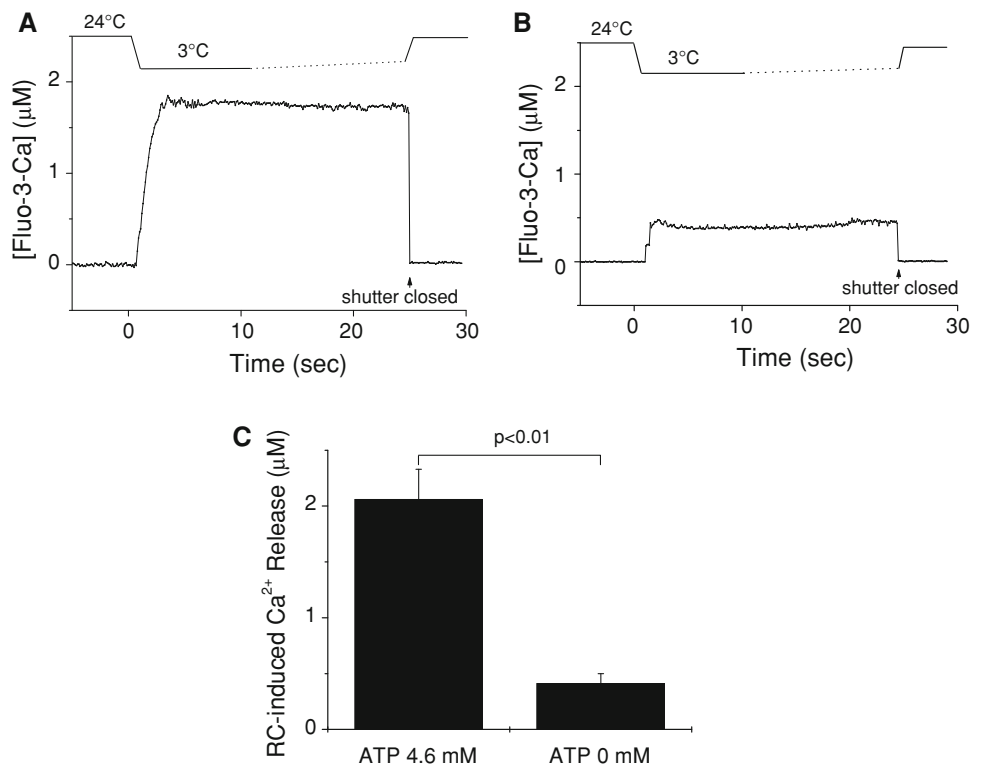 A
24°C
3°C
[Fluo-3-Ca] (μM)
2
1
0
shutter closed
0
10
20
30
Time (sec)
B
24°C
3°C
[Fluo-3-Ca] (μM)
2
1
0
shutter closed
0
10
20
30
Time (sec)
C
p<0.01
RC-induced Ca²⁺ Release (μM)
2
1
0
ATP 4.6 mM
ATP 0 mM